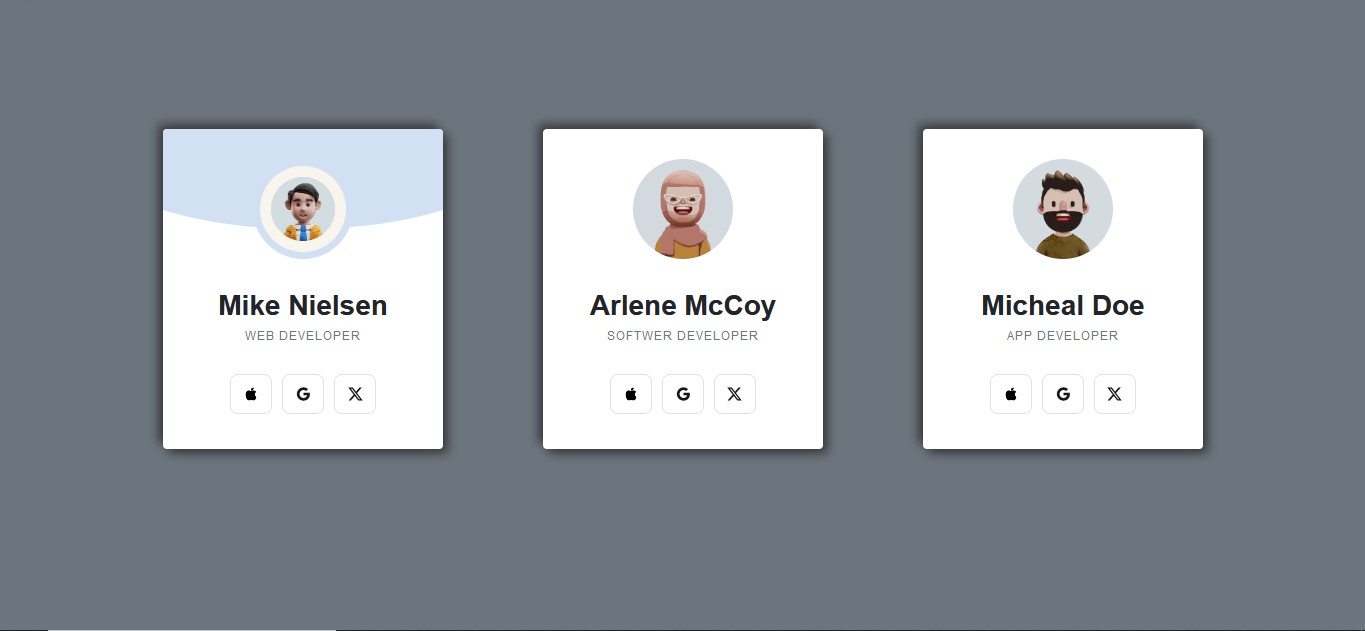 Mike Nielsen
WEB DEVELOPER
Arlene McCoy
SOFTWER DEVELOPER
Micheal Doe
APP DEVELOPER